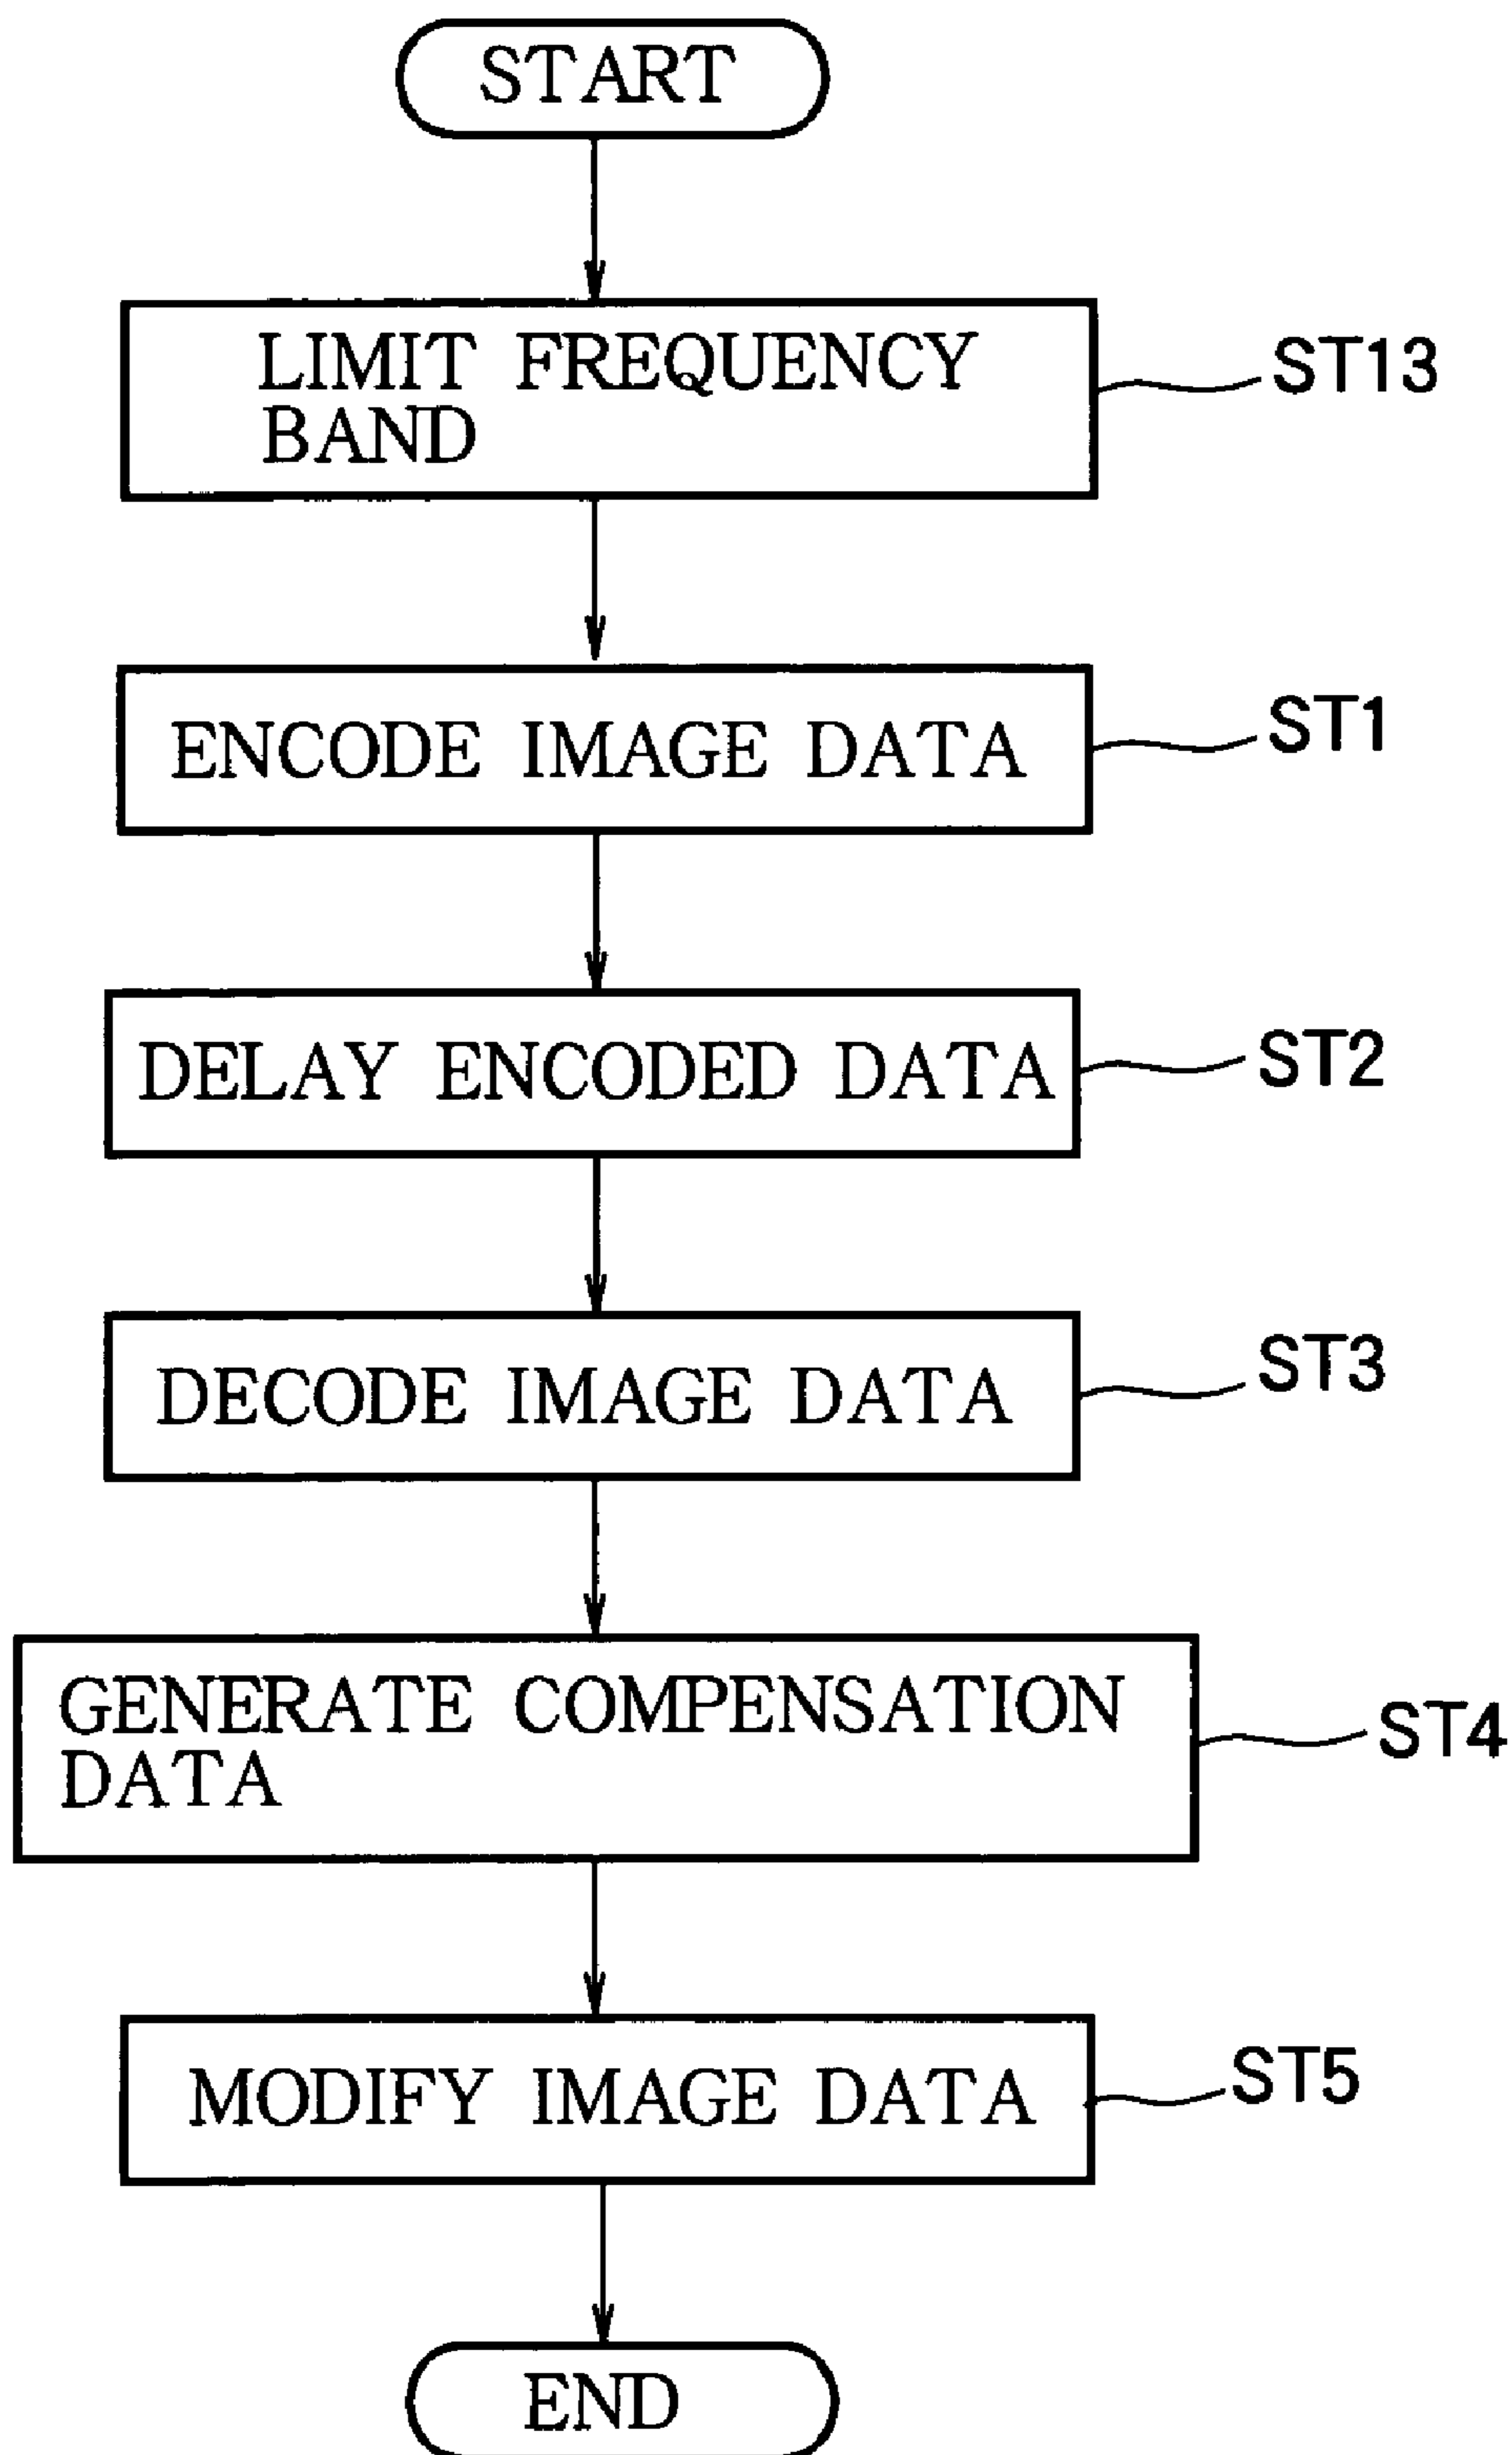 START
LIMIT FREQUENCY
BAND
ST13
ENCODE IMAGE DATA
ST1
DELAY ENCODED DATA
ST2
DECODE IMAGE DATA
ST3
GENERATE COMPENSATION
DATA
ST4
MODIFY IMAGE DATA
ST5
END